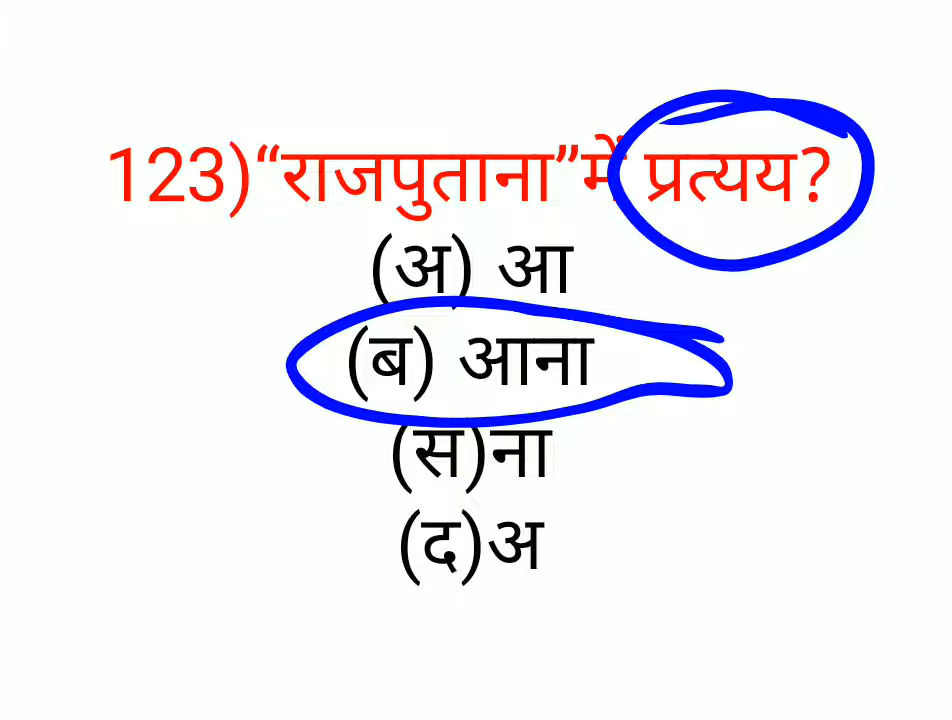 123)“राजपुताना”में प्रत्यय?
(अ) आ
(ब) आना
(स)ना
(द)अ